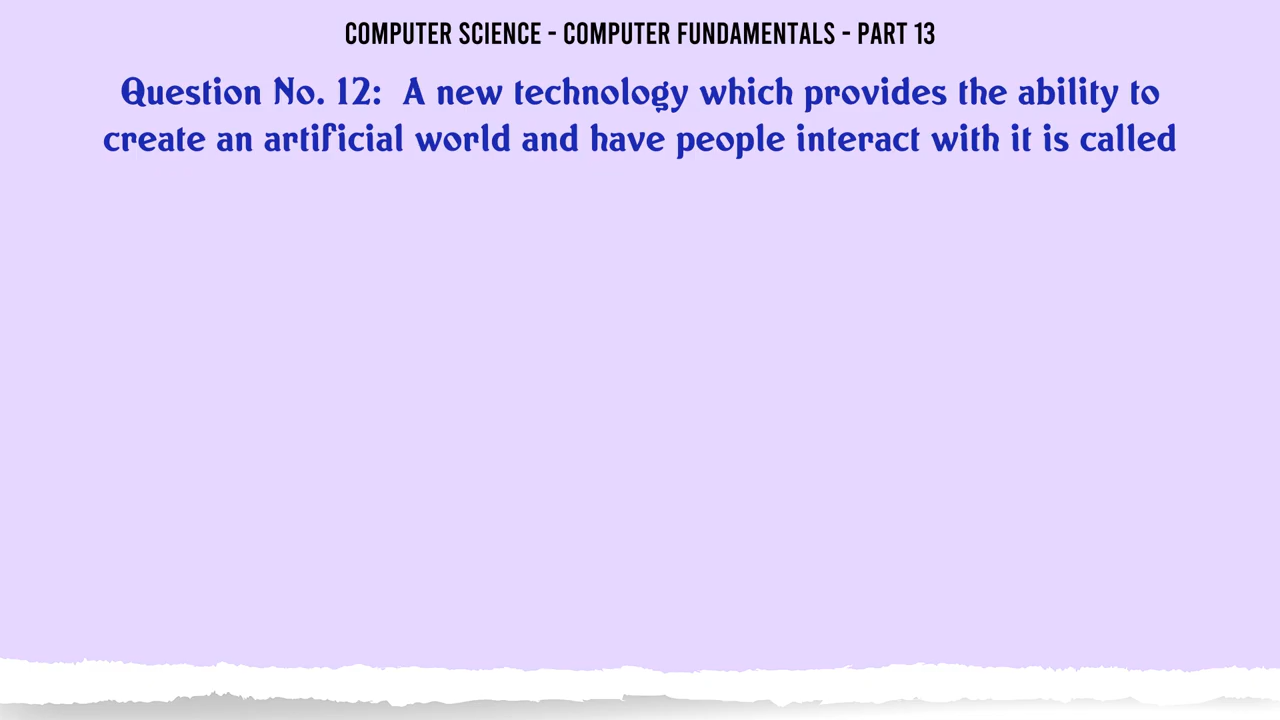 COMPUTER SCIENCE - COMPUTER FUNDAMENTALS - PART 13
Question No. 12: A new technology which provides the ability to
create an artificial world and have people interact with it is called